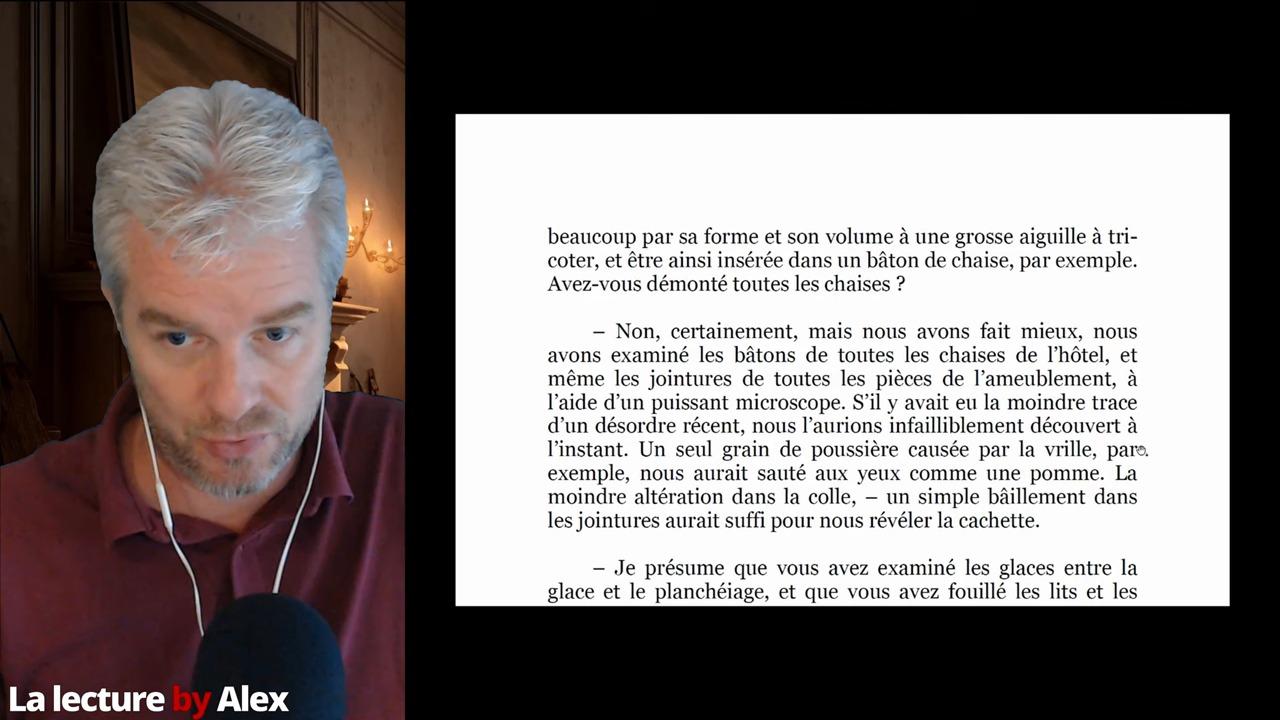 beaucoup par sa forme et son volume à une grosse aiguille à tri-
coter, et être ainsi insérée dans un bâton de chaise, par exemple.
Avez-vous démonté toutes les chaises ?
– Non, certainement, mais nous avons fait mieux, nous
avons examiné les bâtons de toutes les chaises de l’hôtel, et
même les jointures de toutes les pièces de l’ameublement, à
l’aide d’un puissant microscope. S’il y avait eu la moindre trace
d’un désordre récent, nous l’aurions infailliblement découvert à
l’instant. Un seul grain de poussière causée par la vrille, par
exemple, nous aurait sauté aux yeux comme une pomme. La
moindre altération dans la colle, – un simple bâillement dans
les jointures aurait suffi pour nous révéler la cachette.
– Je présume que vous avez examiné les glaces entre la
glace et le planchéiage, et que vous avez fouillé les lits et les
La lecture by Alex